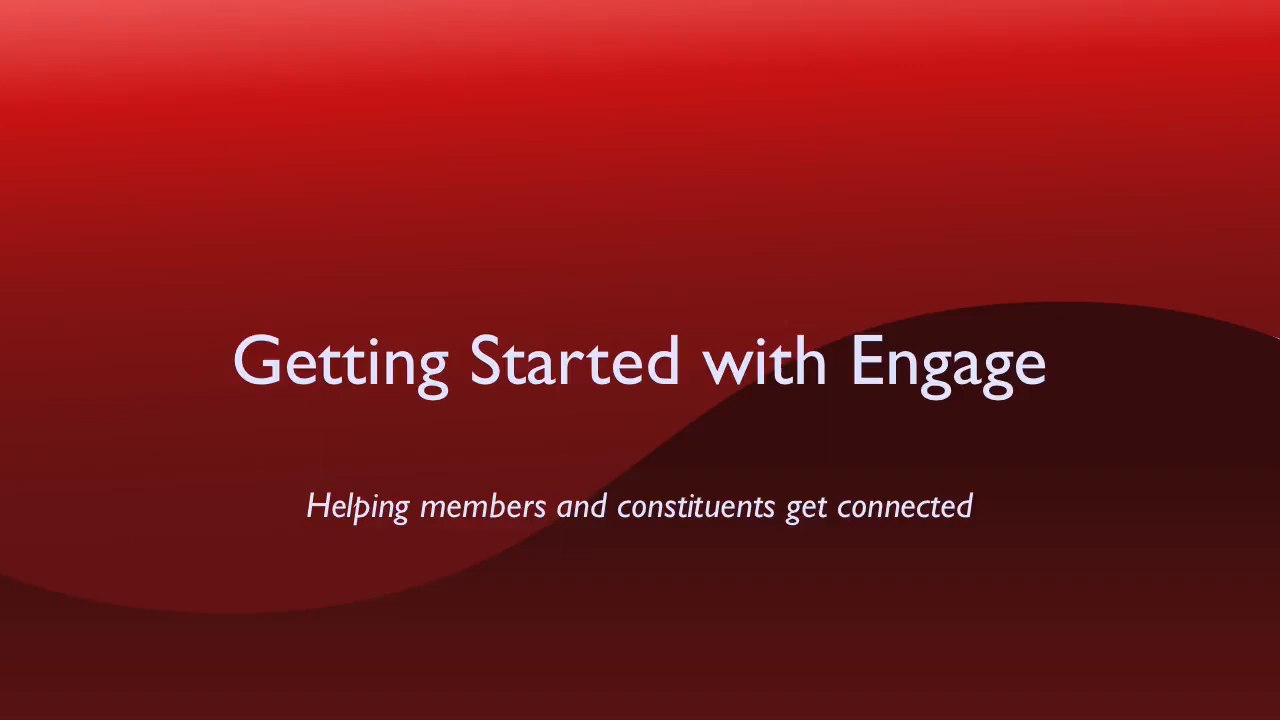 Getting Started with Engage
Helping members and constituents get connected